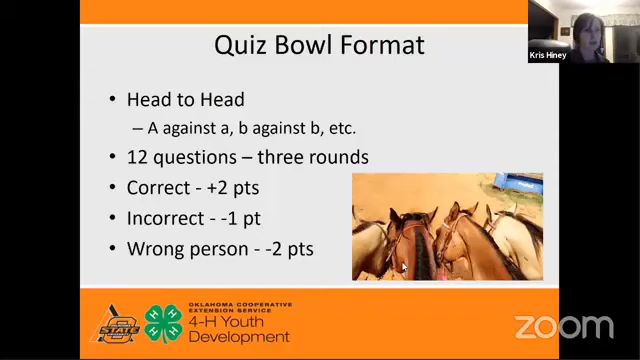 Quiz Bowl Format
Kris Hiney
• Head to Head
– A against a, b against b, etc.
• 12 questions – three rounds
• Correct - +2 pts
• Incorrect - -1 pt
• Wrong person - -2 pts
STATE
H H H H
OKLAHOMA COOPERATIVE
EXTENSION SERVICE
4-H Youth
Development
zoom